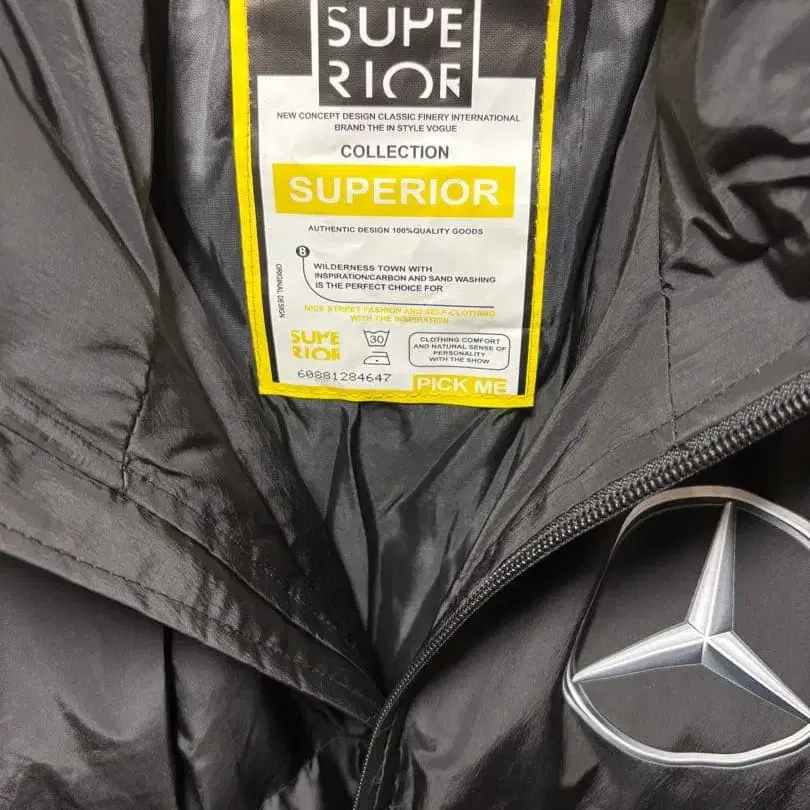 SUPE
RIOR
NEW CONCEPT DESIGN CLASSIC FINERY INTERNATIONAL
BRAND THE IN STYLE VOGUE
COLLECTION
SUPERIOR
AUTHENTIC DESIGN 100%QUALITY GOODS
8
WILDERNESS TOWN WITH
INSPIRATION/CARBON AND SAND WASHING
IS THE PERFECT CHOICE FOR
ORIGINAL DESIGN
NICE STREET FASHION AND SELF-CLOTHING
WITH THE INSPIRATION
SUPE
RIOR
30
CLOTHING COMFORT
AND NATURAL SENSE OF
PERSONALITY
WITH THE SHOW
60881284647
PICK ME